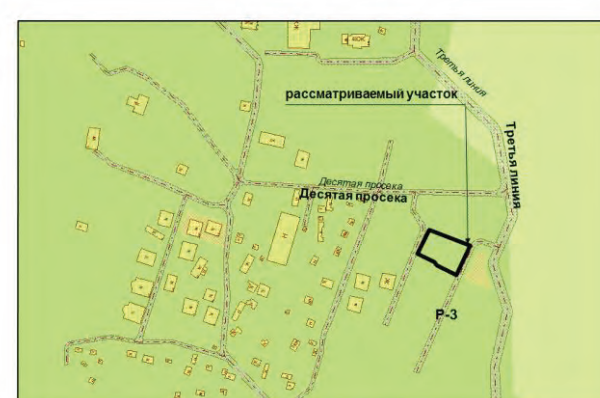 Третья линия
рассматриваемый участок
Третья линия
Десятая просека
Десятая просека
Р-3